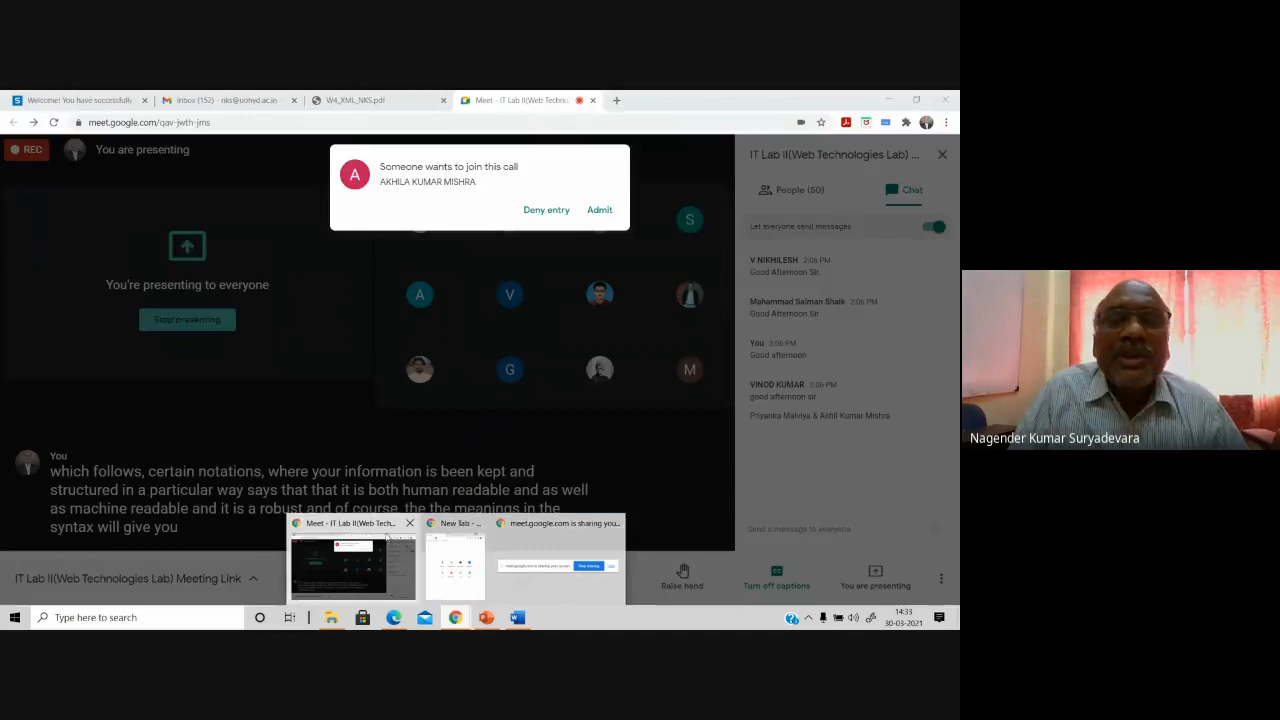 Welcome! You have successfully
Inbox (152) - nks@uohyd.ac.in
W4_XML_NKS.pdf
Meet - IT Lab II(Web Technolo
meet.google.com/qav-jwth-jms
REC
You are presenting
A
Someone wants to join this call
AKHILA KUMAR MISHRA
Deny entry
Admit
IT Lab II(Web Technologies Lab) ...
People (50)
Chat
Let everyone send messages
S
You're presenting to everyone
Stop presenting
A
V
G
M
V NIKHILESH 2:06 PM
Good Afternoon Sir.
Mahammad Salman Shaik 2:06 PM
Good Afternoon Sir
You 2:06 PM
Good afternoon
VINOD KUMAR 2:06 PM
good afternoon sir
Priyanka Malviya & Akhil Kumar Mishra
Nagender Kumar Suryadevara
You
which follows, certain notations, where your information is been kept and
structured in a particular way says that that it is both human readable and as well
as machine readable and it is a robust and of course, the the meanings in the
syntax will give you
Meet - IT Lab II(Web Tech...
New Tab - ...
meet.google.com is sharing you...
Stop sharing
Send a message to everyone
IT Lab II(Web Technologies Lab) Meeting Link
Raise hand
Turn off captions
You are presenting
Type here to search
14:33
30-03-2021